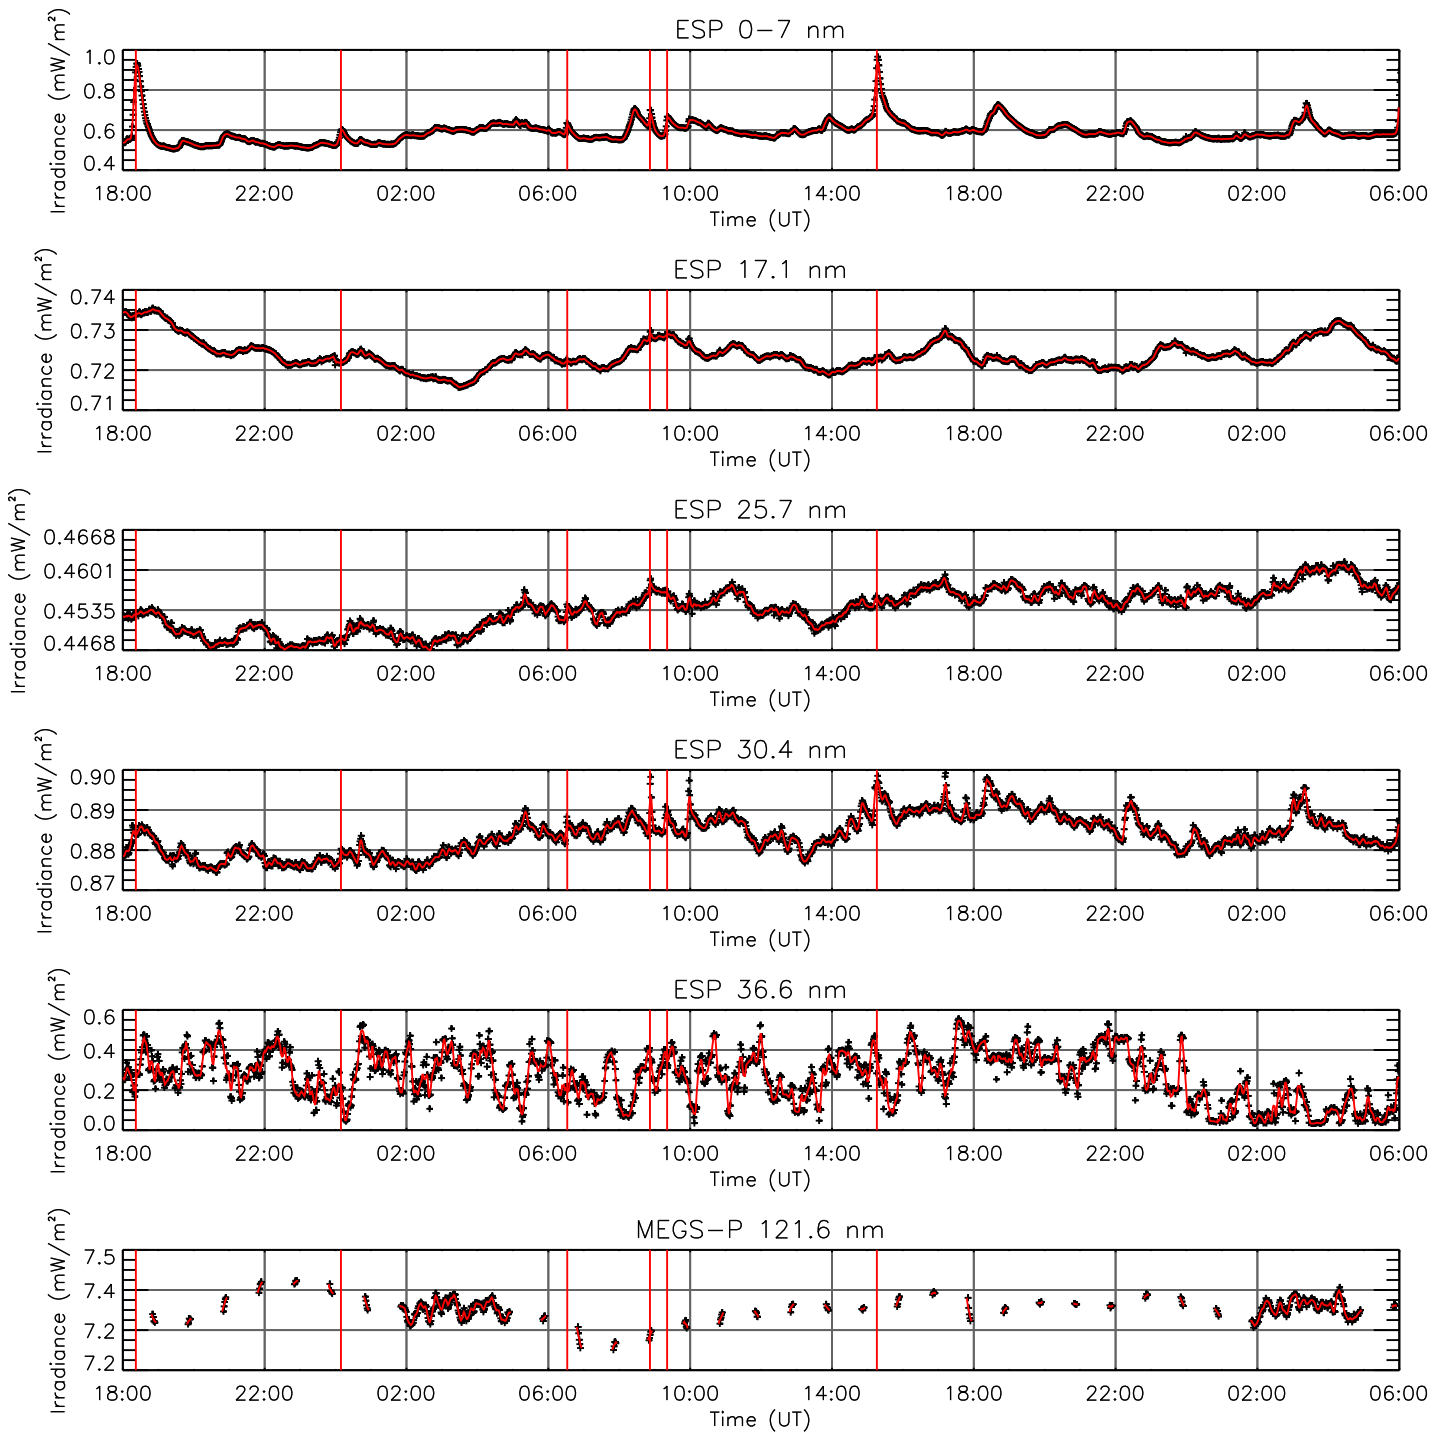 ESP 0−7 nm
Irradiance (mW/m²)
1.0
0.8
0.6
0.4
18:00 22:00 02:00 06:00 10:00 14:00 18:00 22:00 02:00 06:00
Time (UT)
ESP 17.1 nm
Irradiance (mW/m²)
0.74
0.73
0.72
0.71
18:00 22:00 02:00 06:00 10:00 14:00 18:00 22:00 02:00 06:00
Time (UT)
ESP 25.7 nm
Irradiance (mW/m²)
0.4668
0.4601
0.4535
0.4468
18:00 22:00 02:00 06:00 10:00 14:00 18:00 22:00 02:00 06:00
Time (UT)
ESP 30.4 nm
Irradiance (mW/m²)
0.90
0.89
0.88
0.87
18:00 22:00 02:00 06:00 10:00 14:00 18:00 22:00 02:00 06:00
Time (UT)
ESP 36.6 nm
Irradiance (mW/m²)
0.6
0.4
0.2
0.0
18:00 22:00 02:00 06:00 10:00 14:00 18:00 22:00 02:00 06:00
Time (UT)
MEGS−P 121.6 nm
Irradiance (mW/m²)
7.5
7.4
7.2
7.2
18:00 22:00 02:00 06:00 10:00 14:00 18:00 22:00 02:00 06:00
Time (UT)